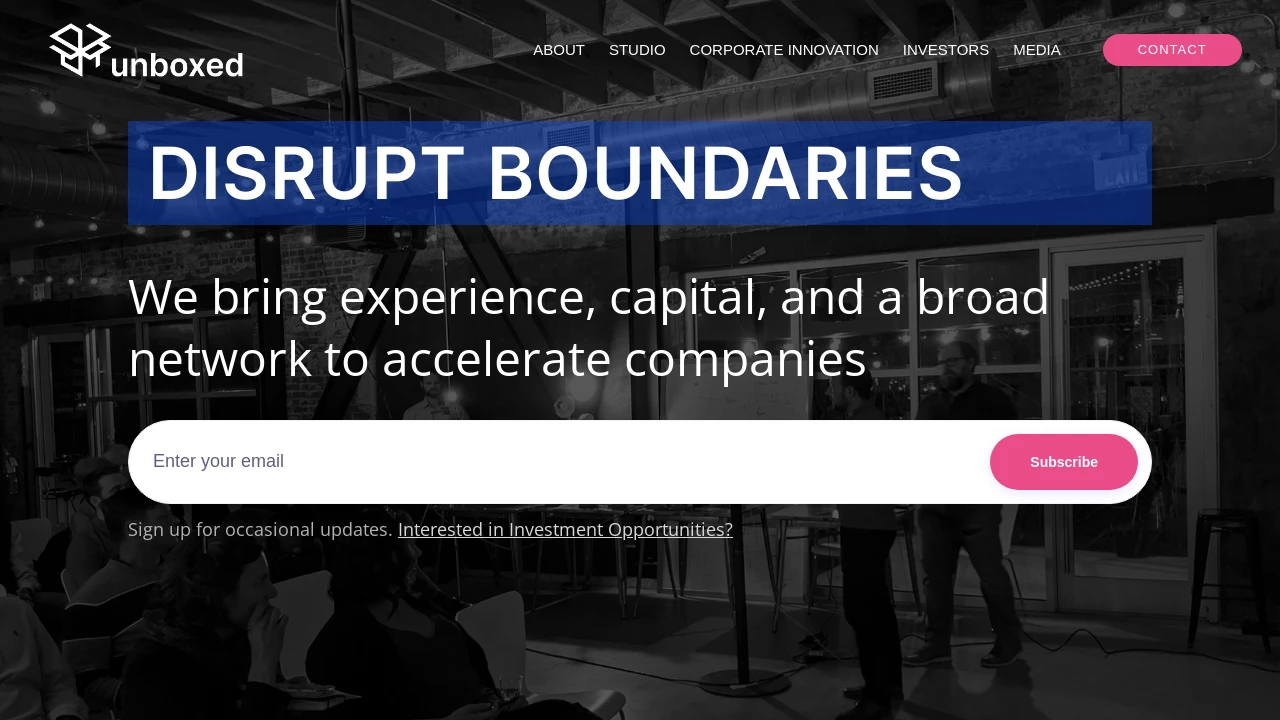 unboxed
ABOUT STUDIO CORPORATE INNOVATION INVESTORS MEDIA CONTACT
DISRUPT BOUNDARIES
We bring experience, capital, and a broad
network to accelerate companies
Enter your email
Subscribe
Sign up for occasional updates. Interested in Investment Opportunities?